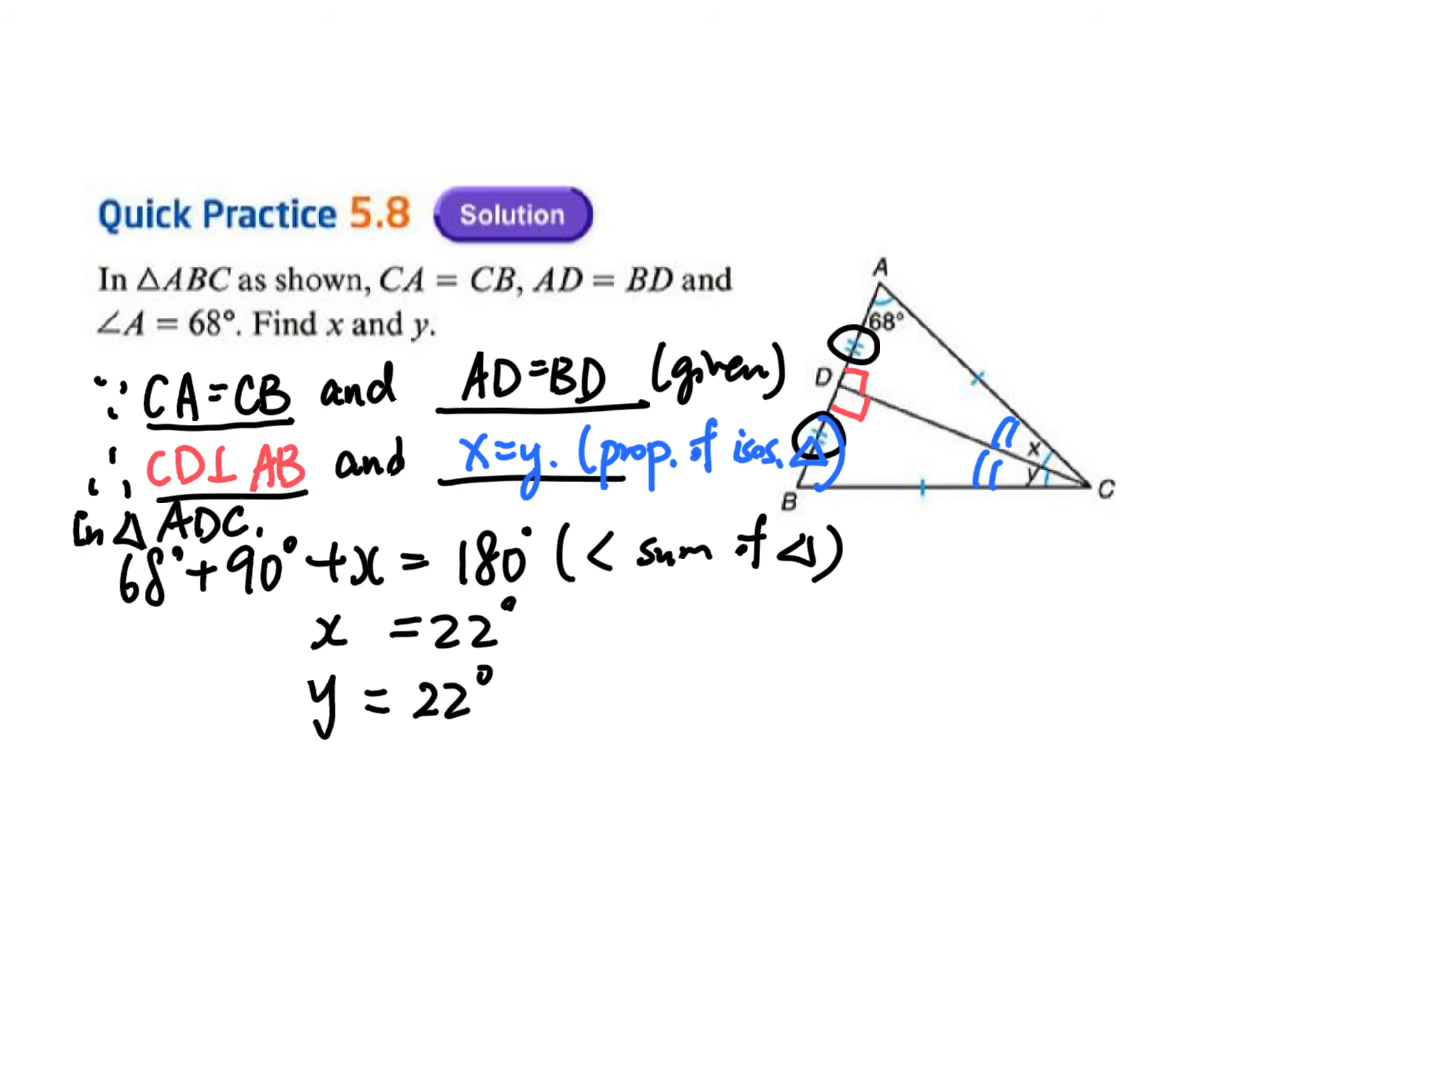 Quick Practice 5.8 Solution
In △ABC as shown, CA = CB, AD = BD and
∠A = 68°. Find x and y.
∵ CA=CB and AD=BD (given)
∴ CD⊥AB and x=y. (prop. of isos. △)
In △ ADC.
68°+90°+x = 180° (< sum of △)
x = 22°
y = 22°
A
68°
D
x
y
B
C